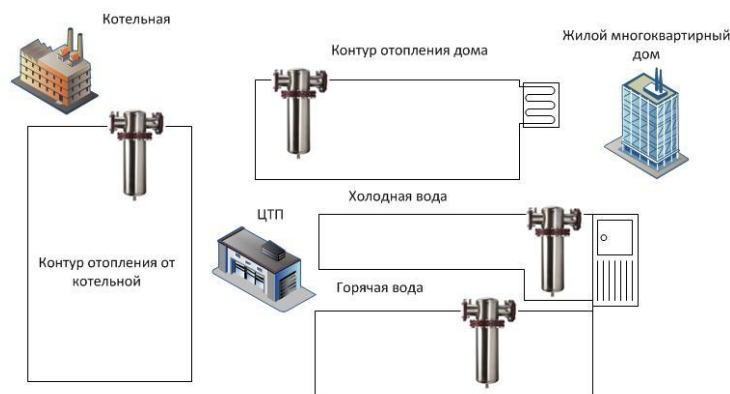 Котельная
Контур отопления дома
Жилой многоквартирный
дом
Холодная вода
ЦТП
Контур отопления от
котельной
Горячая вода